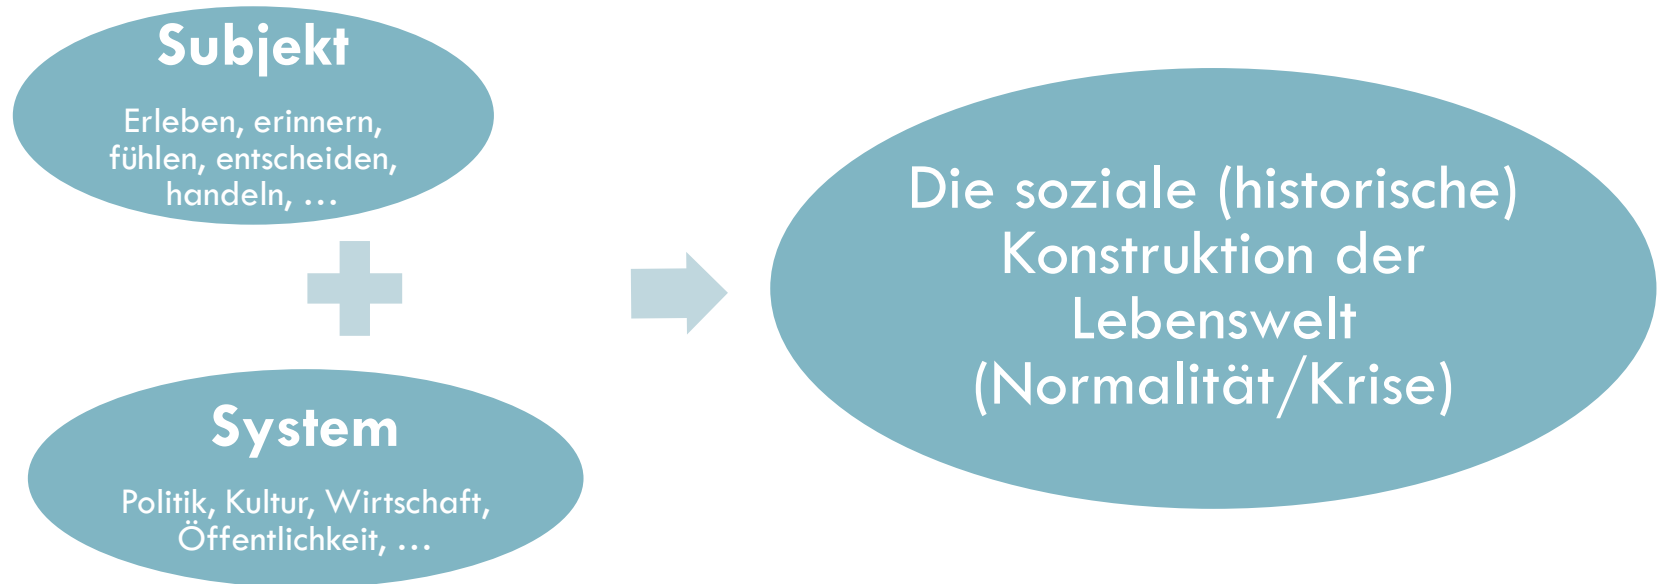 Subjekt
Erleben, erinnern,
fühlen, entscheiden,
handeln, …
System
Politik, Kultur, Wirtschaft,
Öffentlichkeit, …
Die soziale (historische)
Konstruktion der
Lebenswelt
(Normalität/Krise)